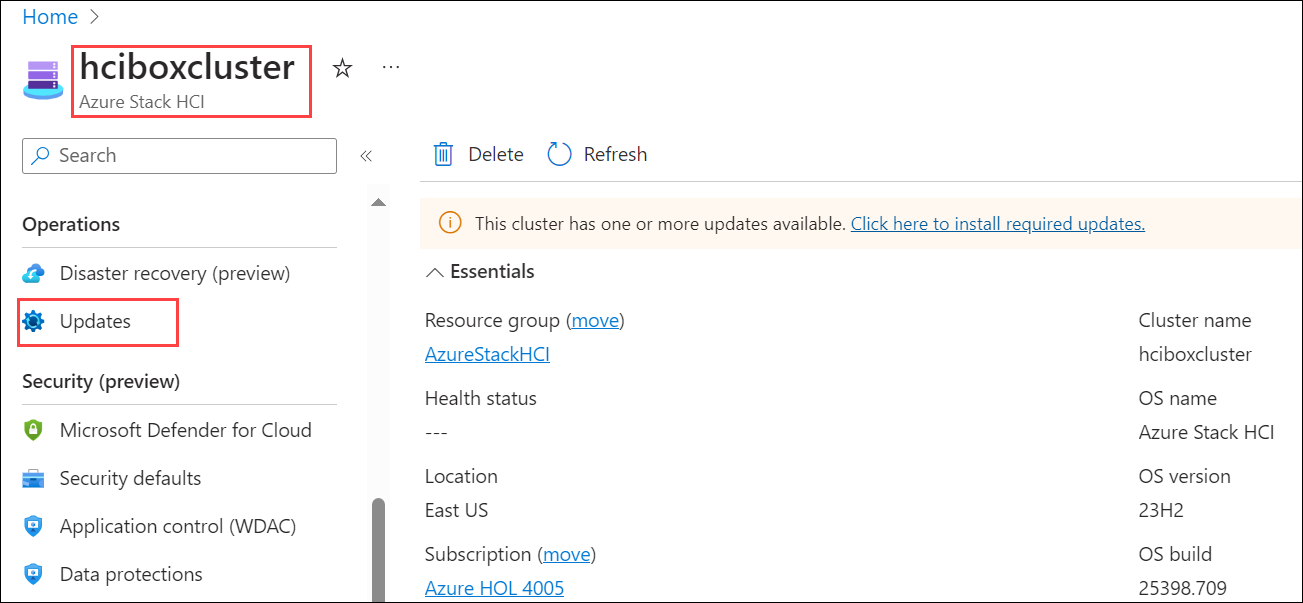 Home
hciboxcluster
Azure Stack HCI
Search
Delete Refresh
Operations
Disaster recovery (preview)
Updates
Security (preview)
Microsoft Defender for Cloud
Security defaults
Application control (WDAC)
Data protections
This cluster has one or more updates available. Click here to install required updates.
Essentials
Resource group (move)
AzureStackHCI
Health status
---
Location
East US
Subscription (move)
Azure HOL 4005
Cluster name
hciboxcluster
OS name
Azure Stack HCI
OS version
23H2
OS build
25398.709